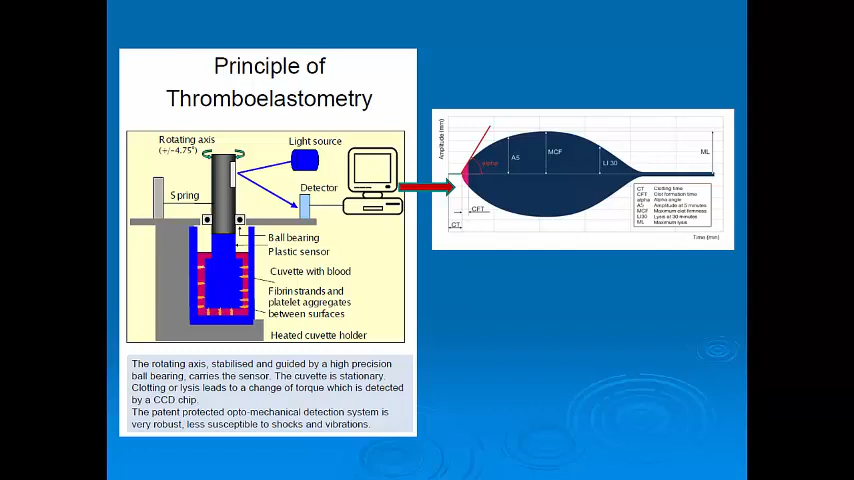 Principle of
Thromboelastometry
Rotating axis
(+/-4.75°)
Light source
Spring
Detector
Ball bearing
Plastic sensor
Cuvette with blood
Fibrin strands and
platelet aggregates
between surfaces
Heated cuvette holder
The rotating axis, stabilised and guided by a high precision
ball bearing, carries the sensor. The cuvette is stationary.
Clotting or lysis leads to a change of torque which is detected
by a CCD chip.
The patent protected opto-mechanical detection system is
very robust, less susceptible to shocks and vibrations.
Amplitude (mm)
alpha
A5
MCF
LI 30
ML
CFT
CT
CT Clotting time
CFT Clot formation time
alpha Alpha angle
A5 Amplitude at 5 minutes
MCF Maximum clot firmness
LI30 Lysis at 30 minutes
ML Maximum lysis
Time (min)